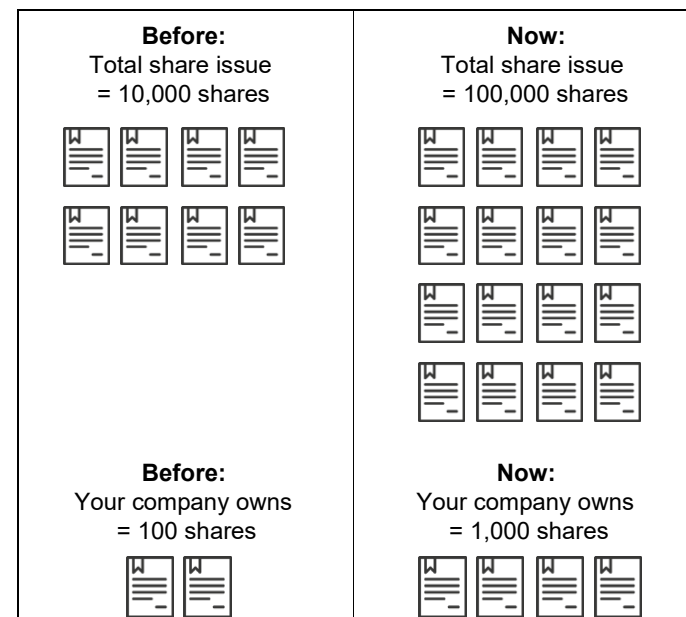 Before:
Total share issue
= 10,000 shares
Now:
Total share issue
= 100,000 shares
Before:
Your company owns
= 100 shares
Now:
Your company owns
= 1,000 shares